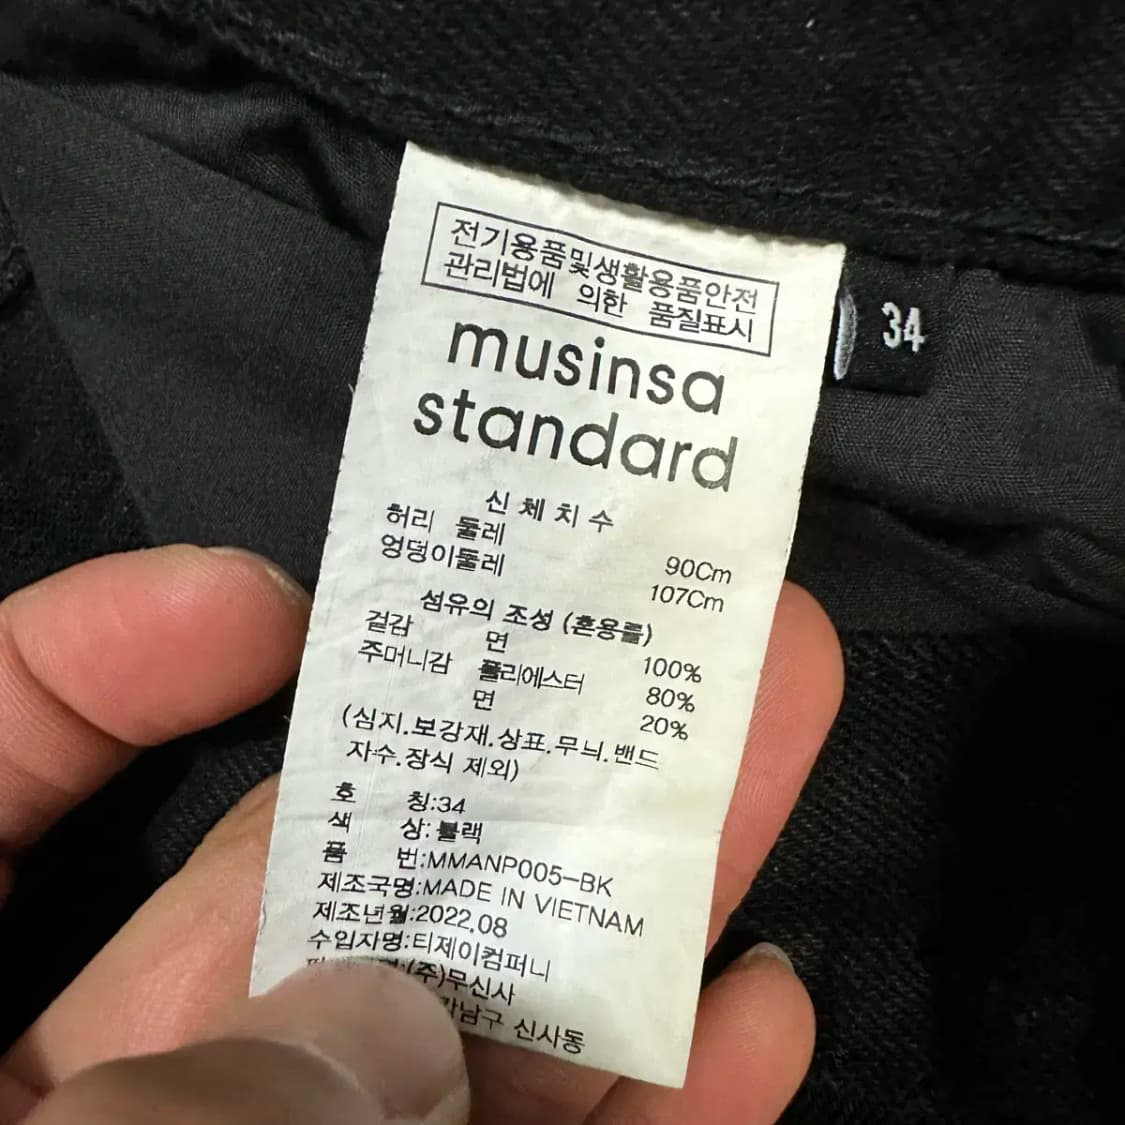 전기용품및생활용품안전
관리법에 의한 품질표시
musinsa
standard
34
신체치수
허리 둘레 90Cm
엉덩이둘레 107Cm
섬유의 조성 (혼용률)
겉감 면 100%
주머니감 폴리에스터 80%
면 20%
(심지.보강재.상표.무늬.밴드
자수.장식 제외)
호 칭:34
색 상:블랙
품 번:MMANP005-BK
제조국명:MADE IN VIETNAM
제조년월:2022.08
수입자명:티제이컴퍼니
(주)무신사
강남구 신사동